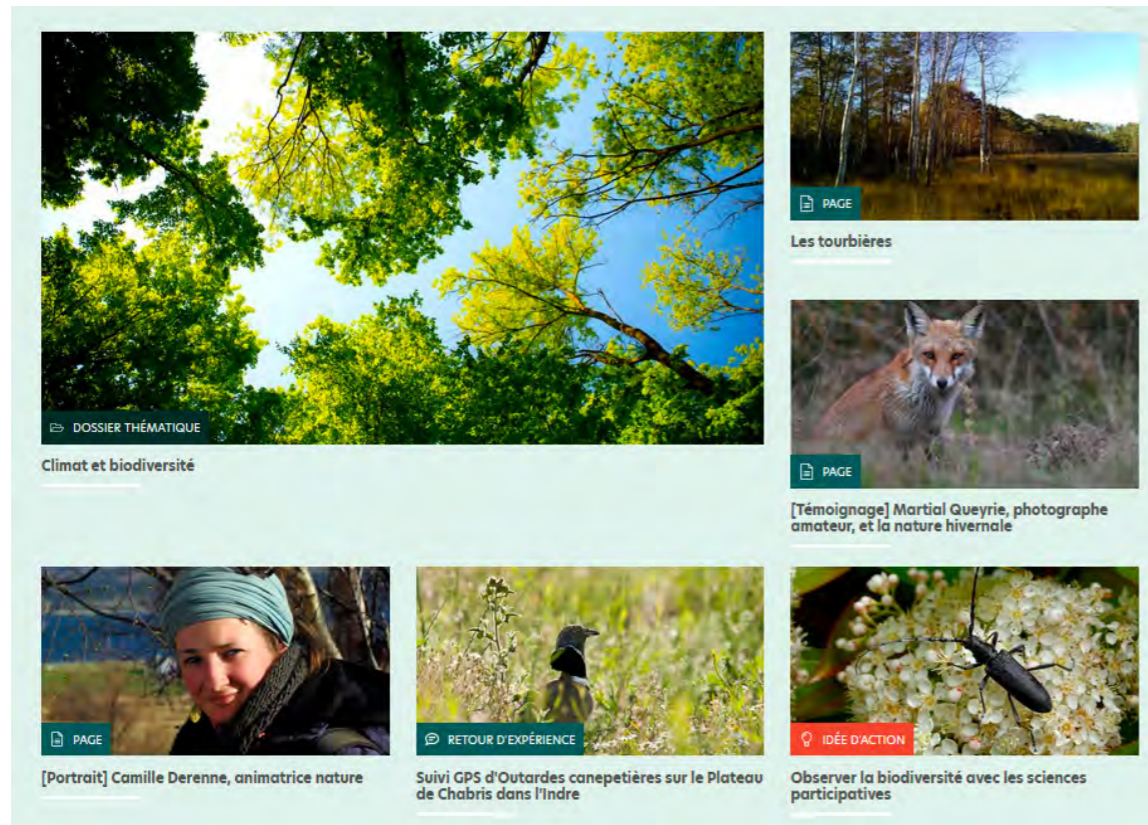 DOSSIER THÉMATIQUE
Climat et biodiversité
PAGE
Les tourbières
PAGE
[Témoignage] Martial Queyrie, photographe
amateur, et la nature hivernale
PAGE
[Portrait] Camille Derenne, animatrice nature
RETOUR D'EXPÉRIENCE
Suivi GPS d'Outardes canepetières sur le Plateau
de Chabris dans l'Indre
IDÉE D'ACTION
Observer la biodiversité avec les sciences
participatives